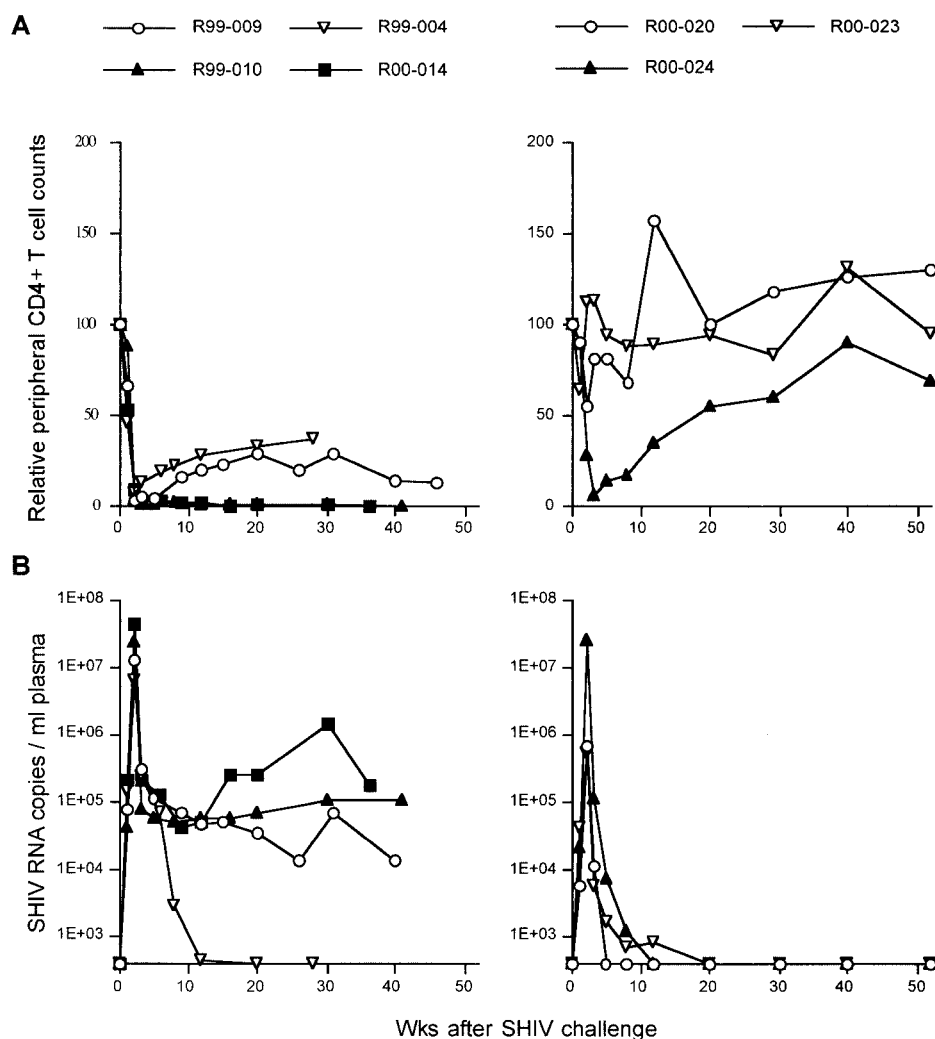 A
R99-009 R99-004
R99-010 R00-014
R00-020 R00-023
R00-024
Relative peripheral CD4+ T cell counts
200
150
100
50
0
0 10 20 30 40 50
200
150
100
50
0
0 10 20 30 40 50
B
SHIV RNA copies / ml plasma
1E+08
1E+07
1E+06
1E+05
1E+04
1E+03
0 10 20 30 40 50
1E+08
1E+07
1E+06
1E+05
1E+04
1E+03
0 10 20 30 40 50
Wks after SHIV challenge